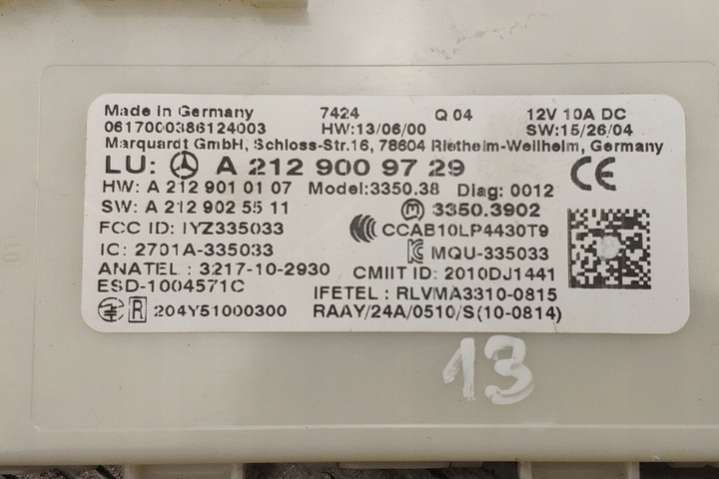 Made in Germany 7424 Q 04 12V 10A DC
0617000386124003 HW:13/06/00 SW:15/26/04
Marquardt GmbH, Schloss-Str.16, 78604 Rietheim-Weilheim, Germany
LU: A 212 900 97 29
HW: A 212 901 01 07 Model:3350.38 Diag: 0012
SW: A 212 902 55 11 3350.3902
FCC ID: IYZ335033 CCAB10LP4430T9
IC: 2701A-335033 MQU-335033
ANATEL : 3217-10-2930 CMIIT ID: 2010DJ1441
ESD-1004571C IFETEL : RLVMA3310-0815
R 204Y51000300 RAAY/24A/0510/S(10-0814)
13